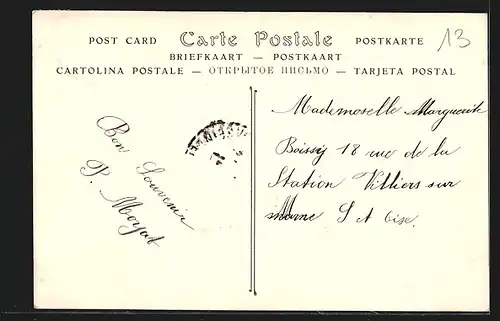 13
POST CARD Carte Postale POSTKARTE
BRIEFKAART — POSTKAART
CARTOLINA POSTALE — ОТКРЫТОЕ ПИСЬМО — TARJETA POSTAL
Bon
Souvenir
P. Moyat
Mademoselle Marguerite
Boissy 18 rue de la
Station Villiers sur
marne S et Oise.